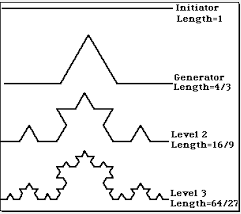 Initiator
Length=1
Generator
Length=4/3
Level 2
Length=16/9
Level 3
Length=64/27